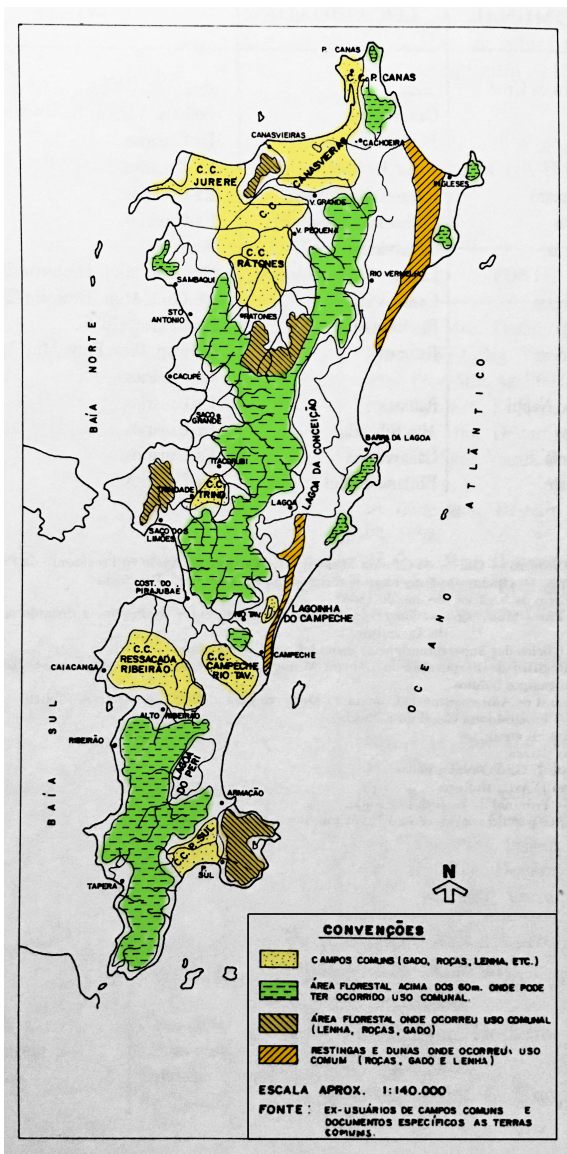 P. CANAS
C. C. P. CANAS
CANASVIEIRAS
CACHOEIRA
C. C. CANASVIEIRAS
INGLESES
C. C.
JURERE
V. GRANDE
V. PEQUENA
C. C.
RATONES
RIO VERMELHO
SAMBAQUI
STO
ANTONIO
RATONES
BAÍA NORTE
CACUPÉ
LAGOA DA CONCEIÇÃO
OCEANO ATLÂNTICO
SACO
GRANDE
BARRA DA LAGOA
ITACORUBI
TRINDADE
C. C.
TRIND.
LAGOA
SACO DOS
LIMÕES
COST. DO
PIRAJUBAÉ
RIO TAV.
LAGOINHA
DO CAMPECHE
CAMPECHE
C. C.
RESSACADA
RIBEIRÃO
C. C.
CAMPECHE
RIO TAV.
CAIACANGA
ALTO RIBEIRÃO
RIBEIRÃO
BAÍA SUL
LAGOA
DO PERI
ARMAÇÃO
C. C. P. SUL
P.
SUL
TAPERA
N
CONVENÇÕES
CAMPOS COMUNS (GADO, ROÇAS, LENHA, ETC.)
ÁREA FLORESTAL ACIMA DOS 60m. ONDE PODE
TER OCORRIDO USO COMUNAL.
ÁREA FLORESTAL ONDE OCORREU USO COMUNAL
(LENHA, ROÇAS, GADO)
RESTINGAS E DUNAS ONDE OCORREU USO
COMUM (ROÇAS, GADO E LENHA)
ESCALA APROX. 1:140.000
FONTE: EX-USUÁRIOS DE CAMPOS COMUNS E
DOCUMENTOS ESPECÍFICOS AS TERRAS
COMUNS.